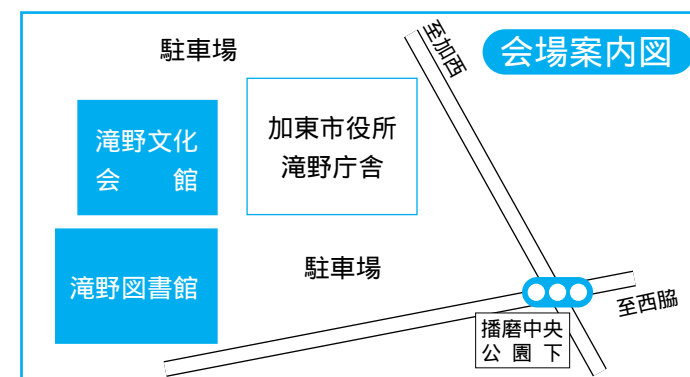 会場案内図
駐車場
至加西
滝野文化
会　　館
加東市役所
滝野庁舎
滝野図書館
駐車場
至西脇
播磨中央
公　園　下